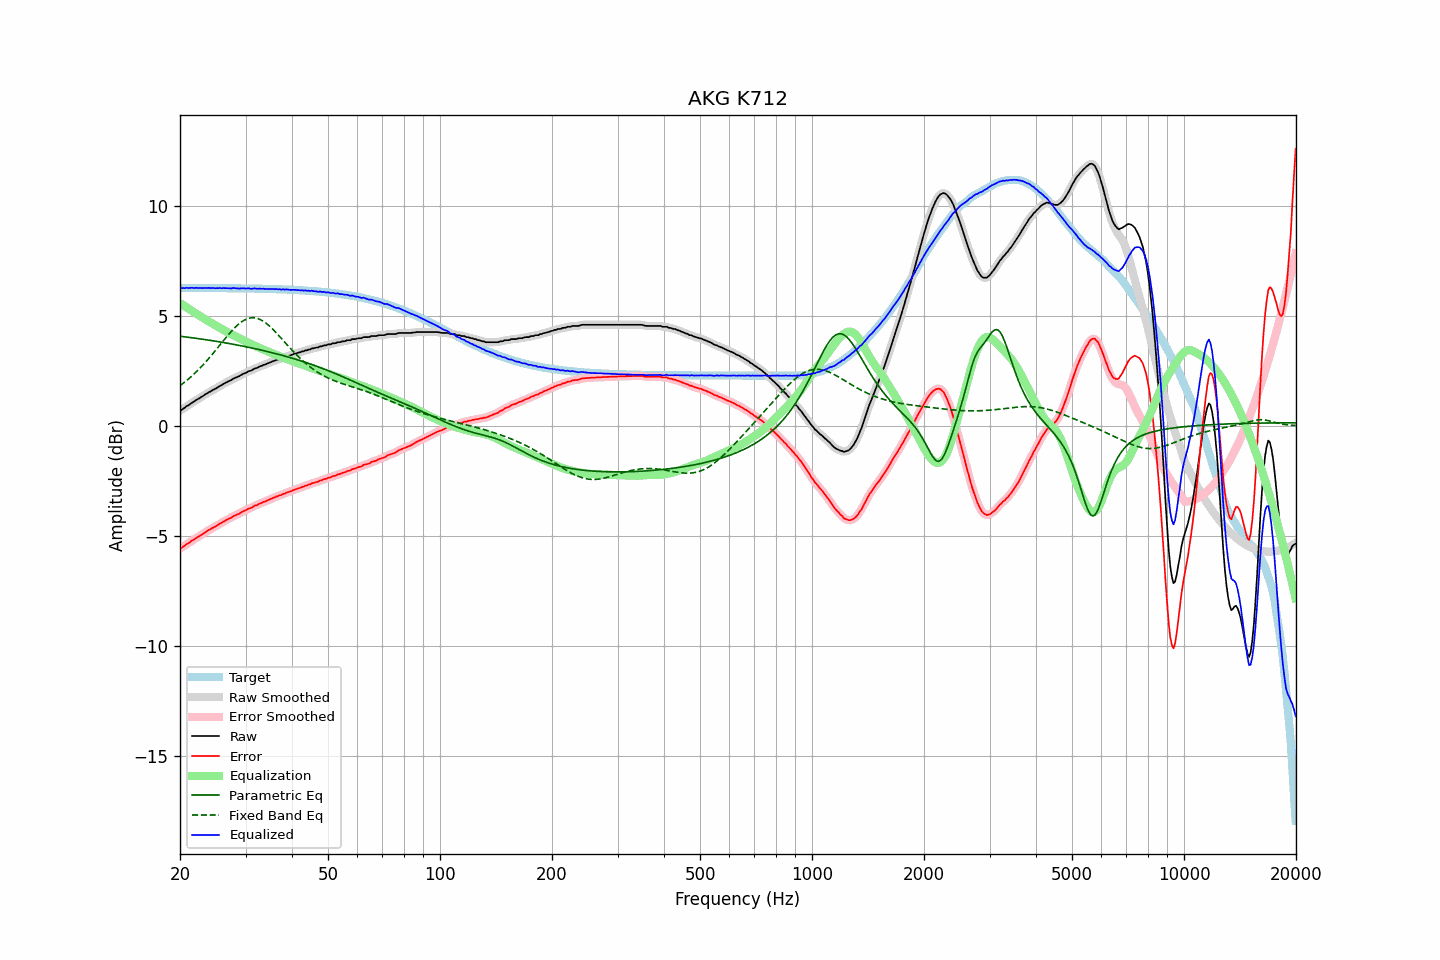 AKG K712
Amplitude (dBr)
10
5
0
−5
−10
−15
Target
Raw Smoothed
Error Smoothed
Raw
Error
Equalization
Parametric Eq
Fixed Band Eq
Equalized
20 50 100 200 500 1000 2000 5000 10000 20000
Frequency (Hz)